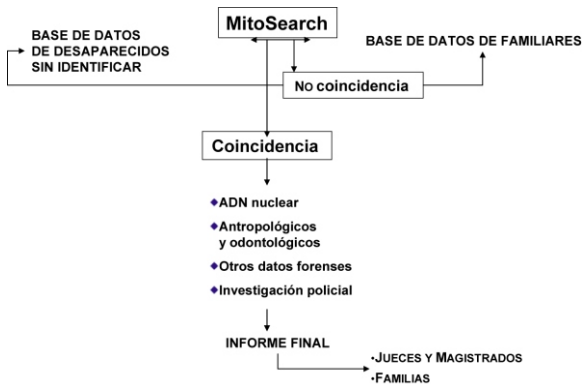 MitoSearch
BASE DE DATOS
DE DESAPARECIDOS
SIN IDENTIFICAR
BASE DE DATOS DE FAMILIARES
NO coincidencia
Coincidencia
◆ADN nuclear
◆Antropológicos
y odontológicos
◆Otros datos forenses
◆Investigación policial
INFORME FINAL
•JUECES Y MAGISTRADOS
•FAMILIAS